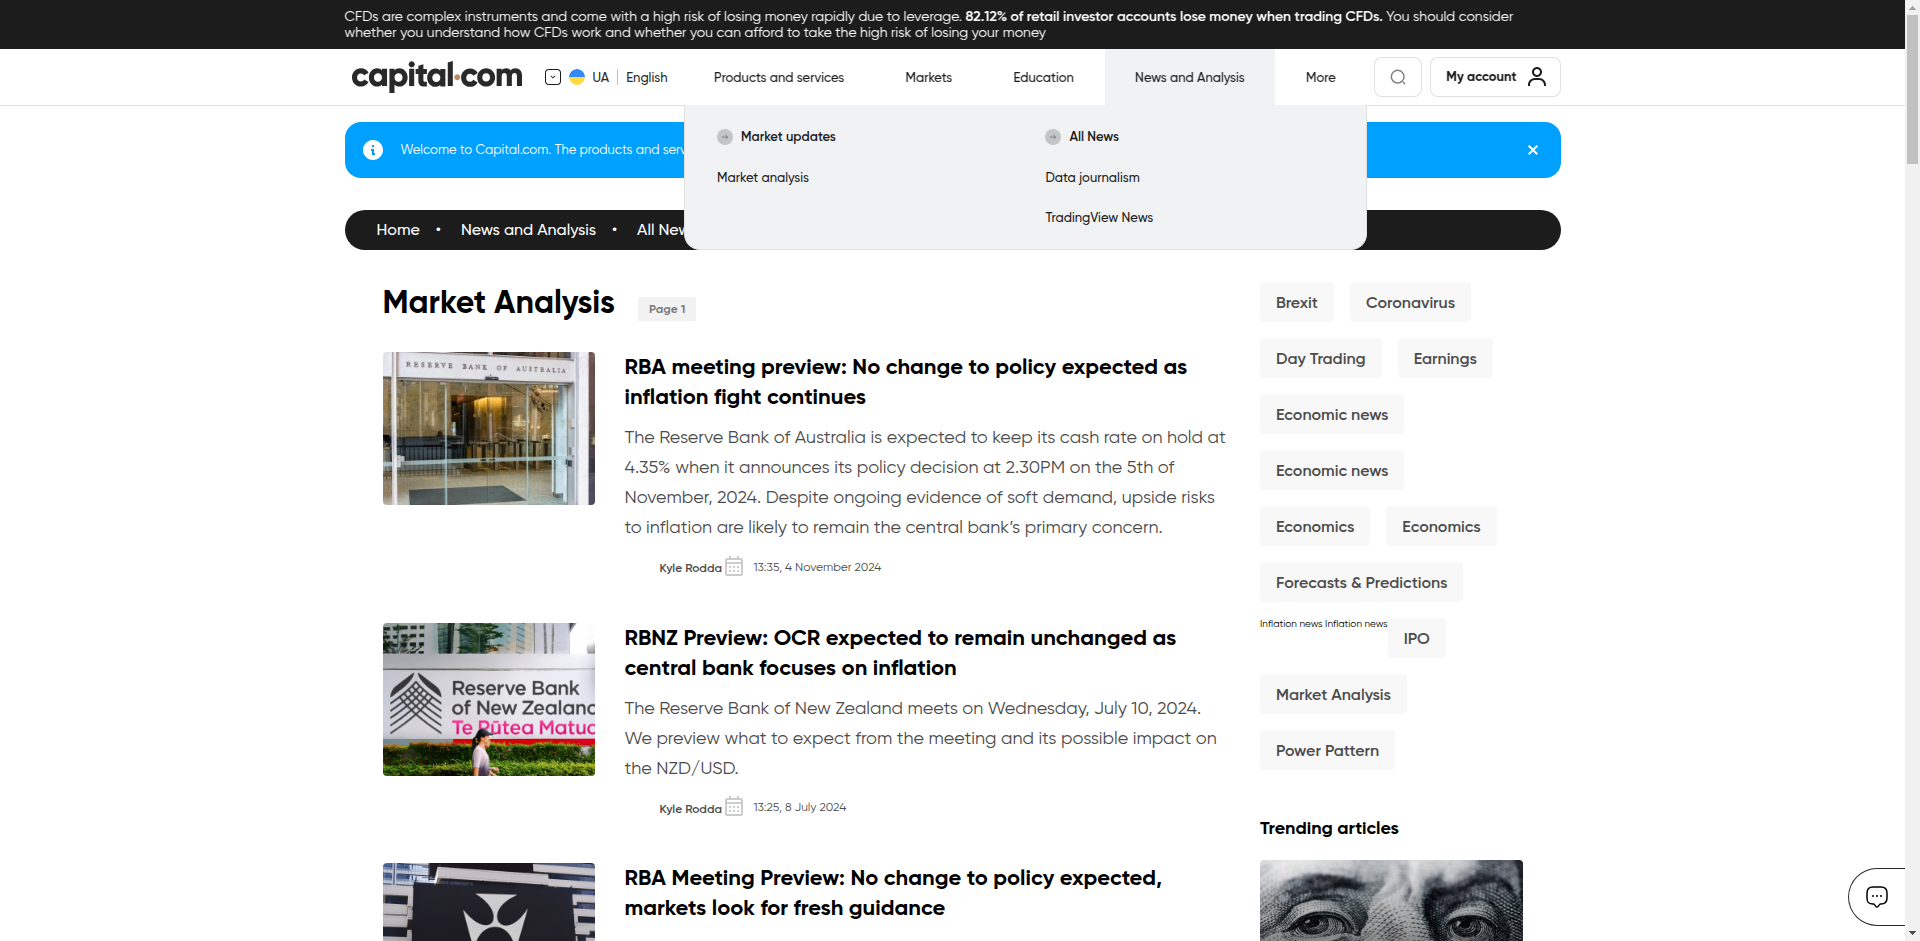 CFDs are complex instruments and come with a high risk of losing money rapidly due to leverage. 82.12% of retail investor accounts lose money when trading CFDs. You should consider
whether you understand how CFDs work and whether you can afford to take the high risk of losing your money
capital.com
UA English
Products and services
Markets
Education
News and Analysis
More
My account
Market updates
Market analysis
All News
Data journalism
TradingView News
Welcome to Capital.com. The products and serv
Home • News and Analysis • All New
Market Analysis
Page 1
RESERVE BANK OF AUSTRALIA
RBA meeting preview: No change to policy expected as
inflation fight continues
The Reserve Bank of Australia is expected to keep its cash rate on hold at
4.35% when it announces its policy decision at 2.30PM on the 5th of
November, 2024. Despite ongoing evidence of soft demand, upside risks
to inflation are likely to remain the central bank’s primary concern.
Kyle Rodda 13:35, 4 November 2024
Reserve Bank
of New Zealand
Te Pūtea Matua
RBNZ Preview: OCR expected to remain unchanged as
central bank focuses on inflation
The Reserve Bank of New Zealand meets on Wednesday, July 10, 2024.
We preview what to expect from the meeting and its possible impact on
the NZD/USD.
Kyle Rodda 13:25, 8 July 2024
RBA Meeting Preview: No change to policy expected,
markets look for fresh guidance
Brexit
Coronavirus
Day Trading
Earnings
Economic news
Economic news
Economics
Economics
Forecasts & Predictions
Inflation news Inflation news
IPO
Market Analysis
Power Pattern
Trending articles